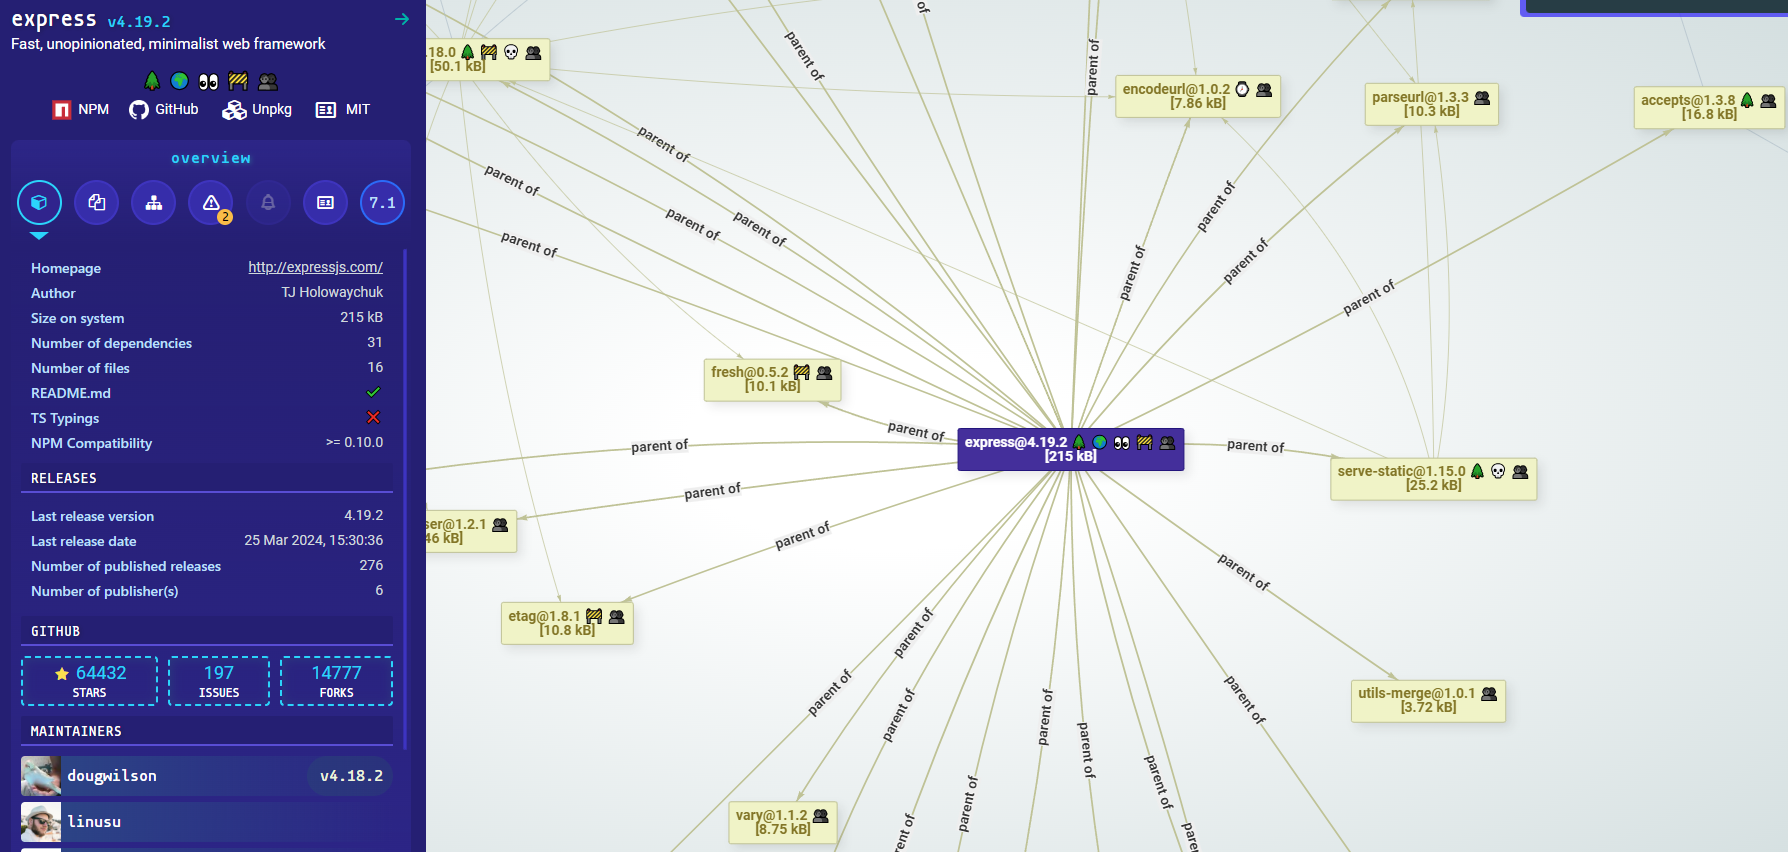 express v4.19.2
Fast, unopinionated, minimalist web framework
NPM GitHub Unpkg MIT
overview
2
7.1
Homepage http://expressjs.com/
Author TJ Holowaychuk
Size on system 215 kB
Number of dependencies 31
Number of files 16
README.md
TS Typings
NPM Compatibility >= 0.10.0
RELEASES
Last release version 4.19.2
Last release date 25 Mar 2024, 15:30:36
Number of published releases 276
Number of publisher(s) 6
GITHUB
64432 197 14777
STARS ISSUES FORKS
MAINTAINERS
dougwilson v4.18.2
linusu
of
parent of
parent of
.18.0
[50.1 kB]
encodeurl@1.0.2
[7.86 kB]
parseurl@1.3.3
[10.3 kB]
accepts@1.3.8
[16.8 kB]
parent of
parent of
parent of
parent of
parent of
parent of
parent of
parent of
parent of
parent of
fresh@0.5.2
[10.1 kB]
parent of
parent of
express@4.19.2
[215 kB]
parent of
serve-static@1.15.0
[25.2 kB]
parent of
ser@1.2.1
46 kB]
parent of
parent of
etag@1.8.1
[10.8 kB]
parent of
parent of
parent of
parent of
parent of
parent of
utils-merge@1.0.1
[3.72 kB]
parent of
parent of
parent of
vary@1.1.2
[8.75 kB]
rent of
parent